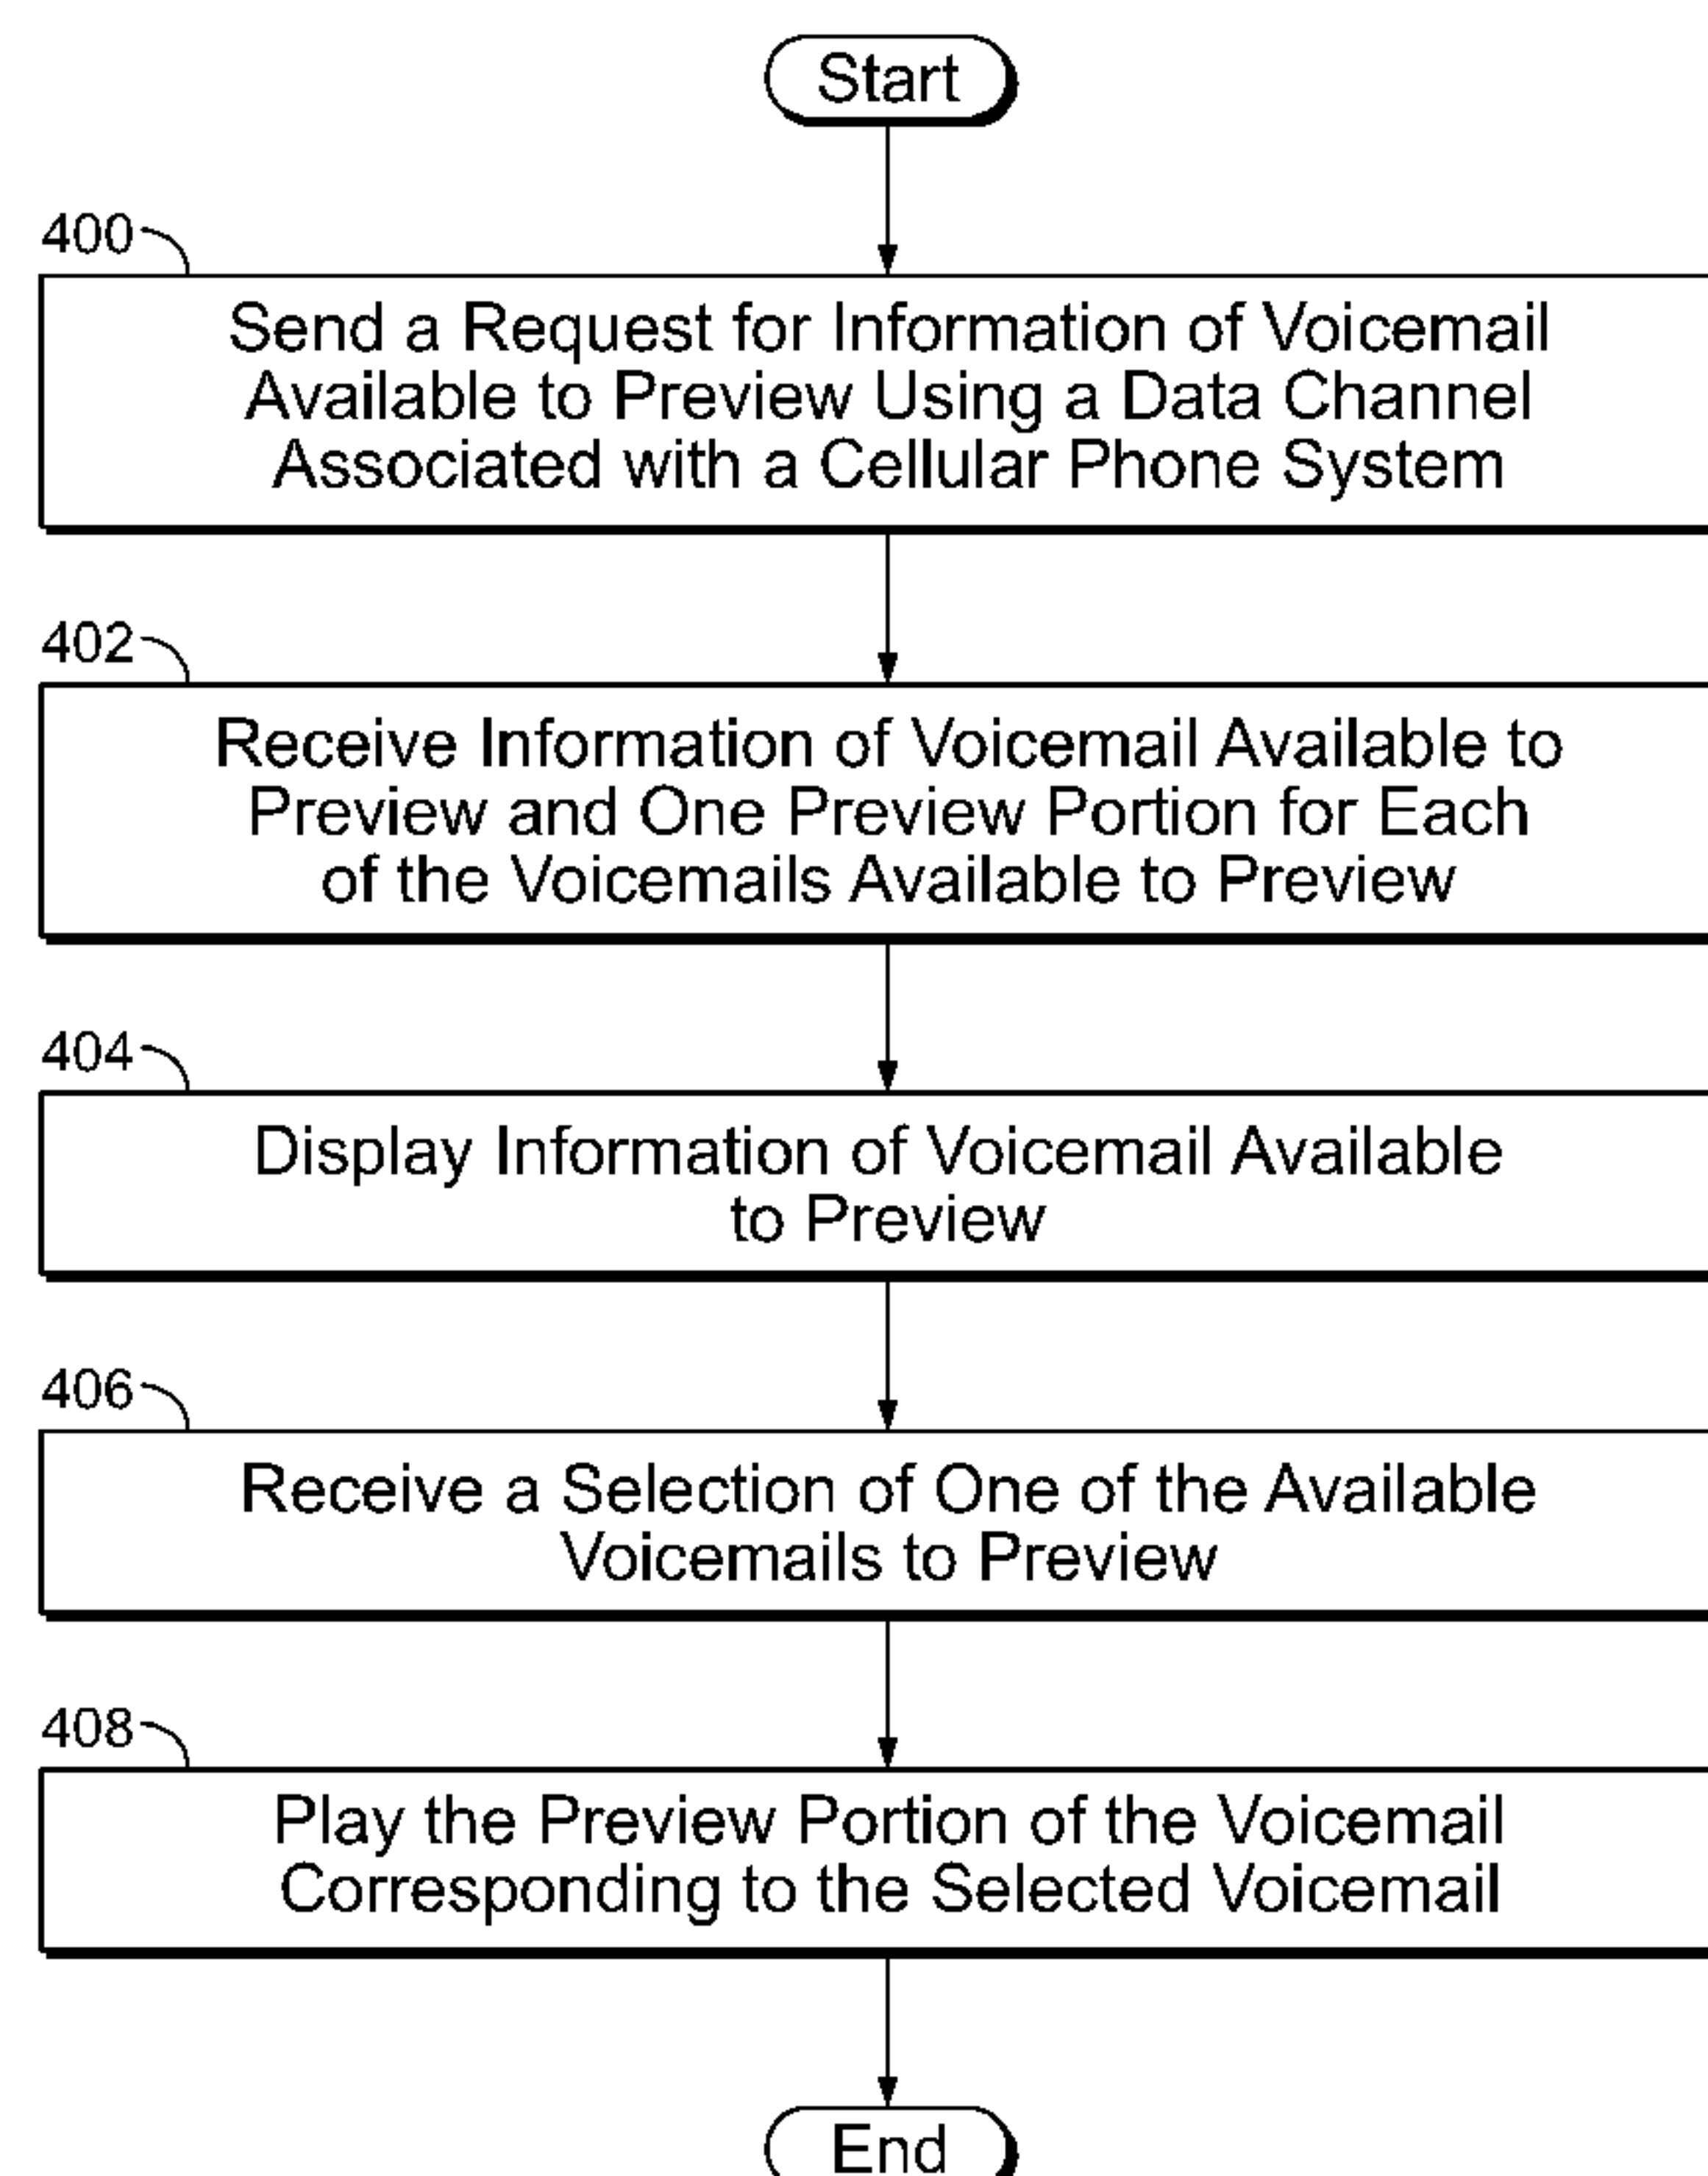 Start
400
Send a Request for Information of Voicemail
Available to Preview Using a Data Channel
Associated with a Cellular Phone System
402
Receive Information of Voicemail Available to
Preview and One Preview Portion for Each
of the Voicemails Available to Preview
404
Display Information of Voicemail Available
to Preview
406
Receive a Selection of One of the Available
Voicemails to Preview
408
Play the Preview Portion of the Voicemail
Corresponding to the Selected Voicemail
End